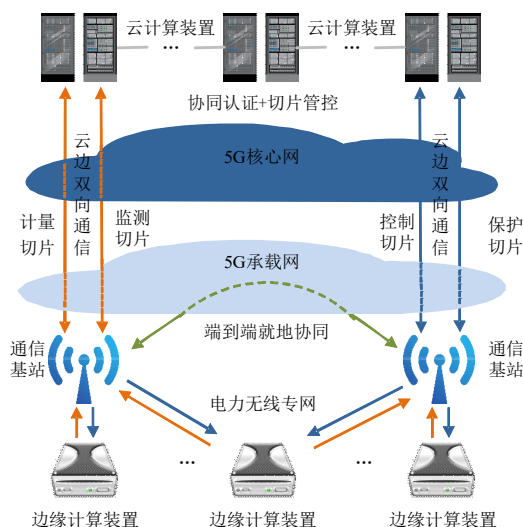 云计算装置
...
云计算装置
...
协同认证+切片管控
5G核心网
云边双向通信
云边双向通信
计量
切片
监测
切片
控制
切片
保护
切片
5G承载网
端到端就地协同
通信
基站
通信
基站
电力无线专网
...
...
边缘计算装置
边缘计算装置
边缘计算装置